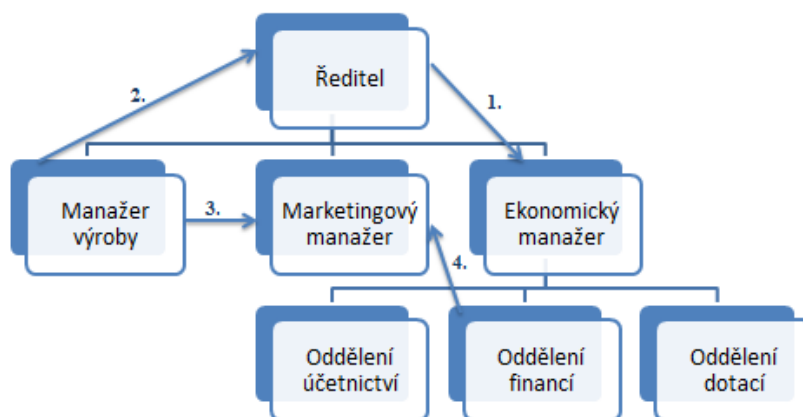 Ředitel
2.
1.
Manažer
výroby
3.
Marketingový
manažer
Ekonomický
manažer
4.
Oddělení
účetnictví
Oddělení
financí
Oddělení
dotací